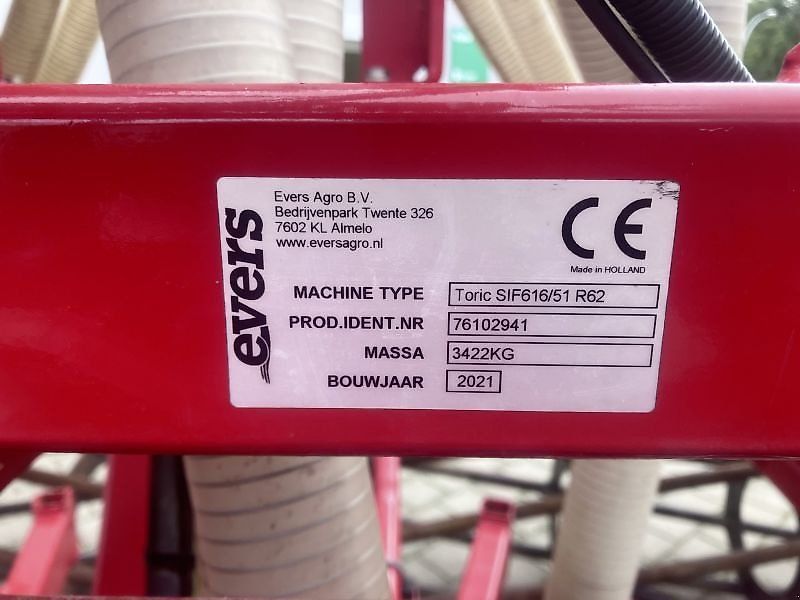 evers
Evers Agro B.V.
Bedrijvenpark Twente 326
7602 KL Almelo
www.eversagro.nl
CE
Made in HOLLAND
MACHINE TYPE Toric SIF616/51 R62
PROD.IDENT.NR 76102941
MASSA 3422KG
BOUWJAAR 2021